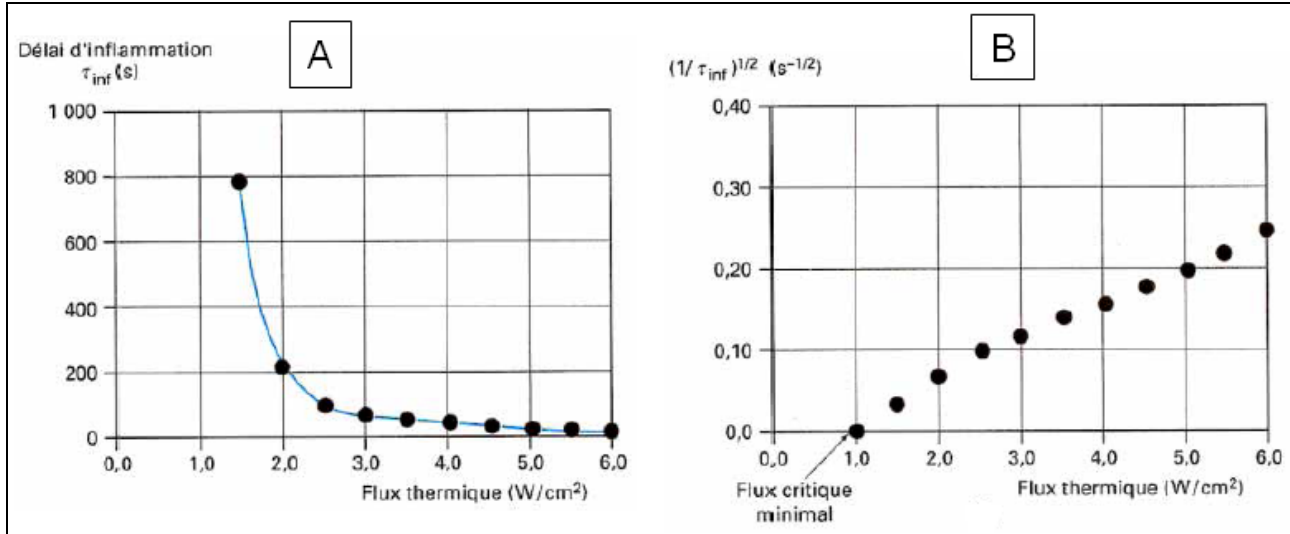 A
Délai d'inflammation
τinf (s)
1 000
800
600
400
200
0
0,0 1,0 2,0 3,0 4,0 5,0 6,0
Flux thermique (W/cm²)
B
(1/ τinf)1/2 (s−1/2)
0,40
0,30
0,20
0,10
0,0
0,0 1,0 2,0 3,0 4,0 5,0 6,0
Flux critique
minimal
Flux thermique (W/cm²)